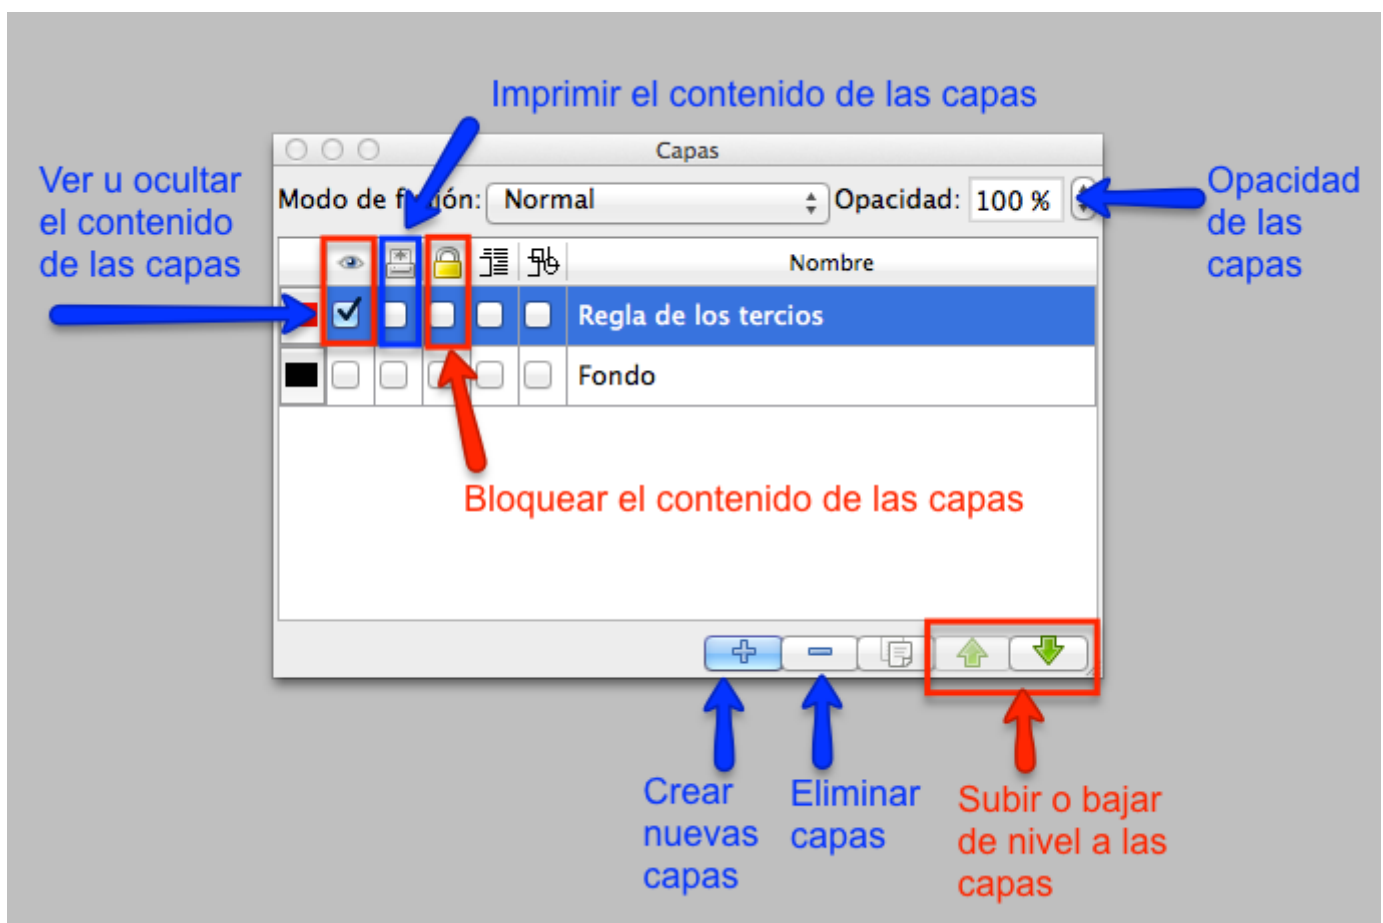 Imprimir el contenido de las capas
Capas
Ver u ocultar
el contenido
de las capas
Modo de fusión: Normal
Opacidad: 100 %
Opacidad
de las
capas
Nombre
Regla de los tercios
Fondo
Bloquear el contenido de las capas
Crear
nuevas
capas
Eliminar
capas
Subir o bajar
de nivel a las
capas